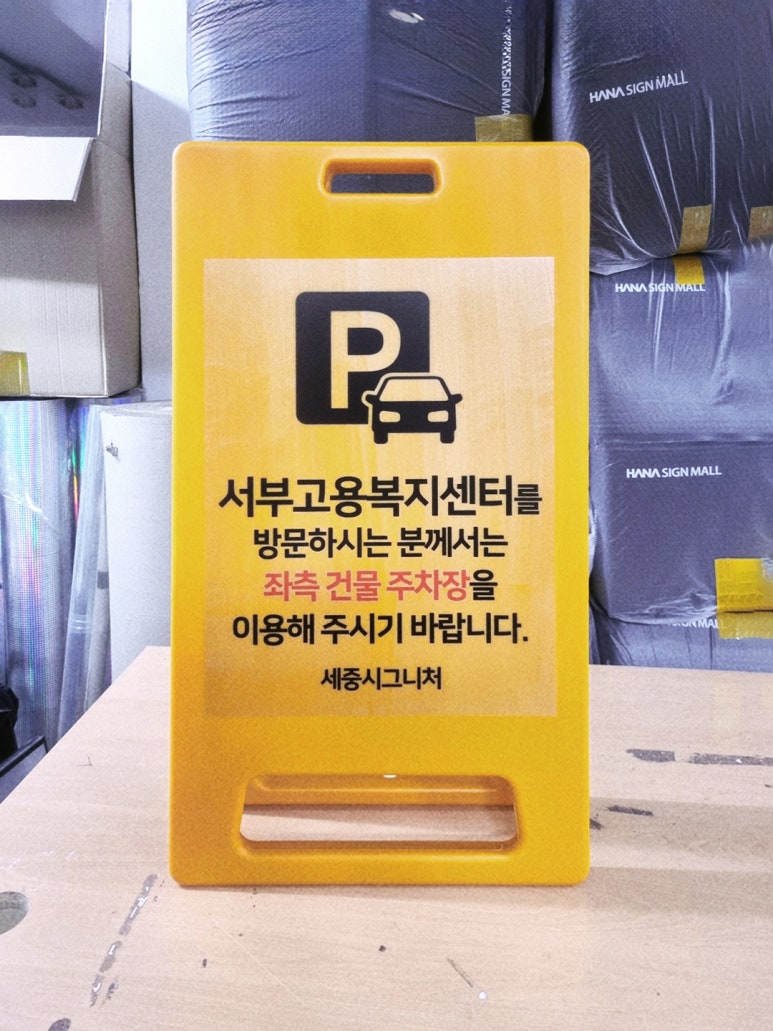 HANA SIGN MALL
SIGN MA
HANA SIGN MALL
HANA SIGN MALL
P
서부고용복지센터를
방문하시는 분께서는
좌측 건물 주차장을
이용해 주시기 바랍니다.
세중시그니처